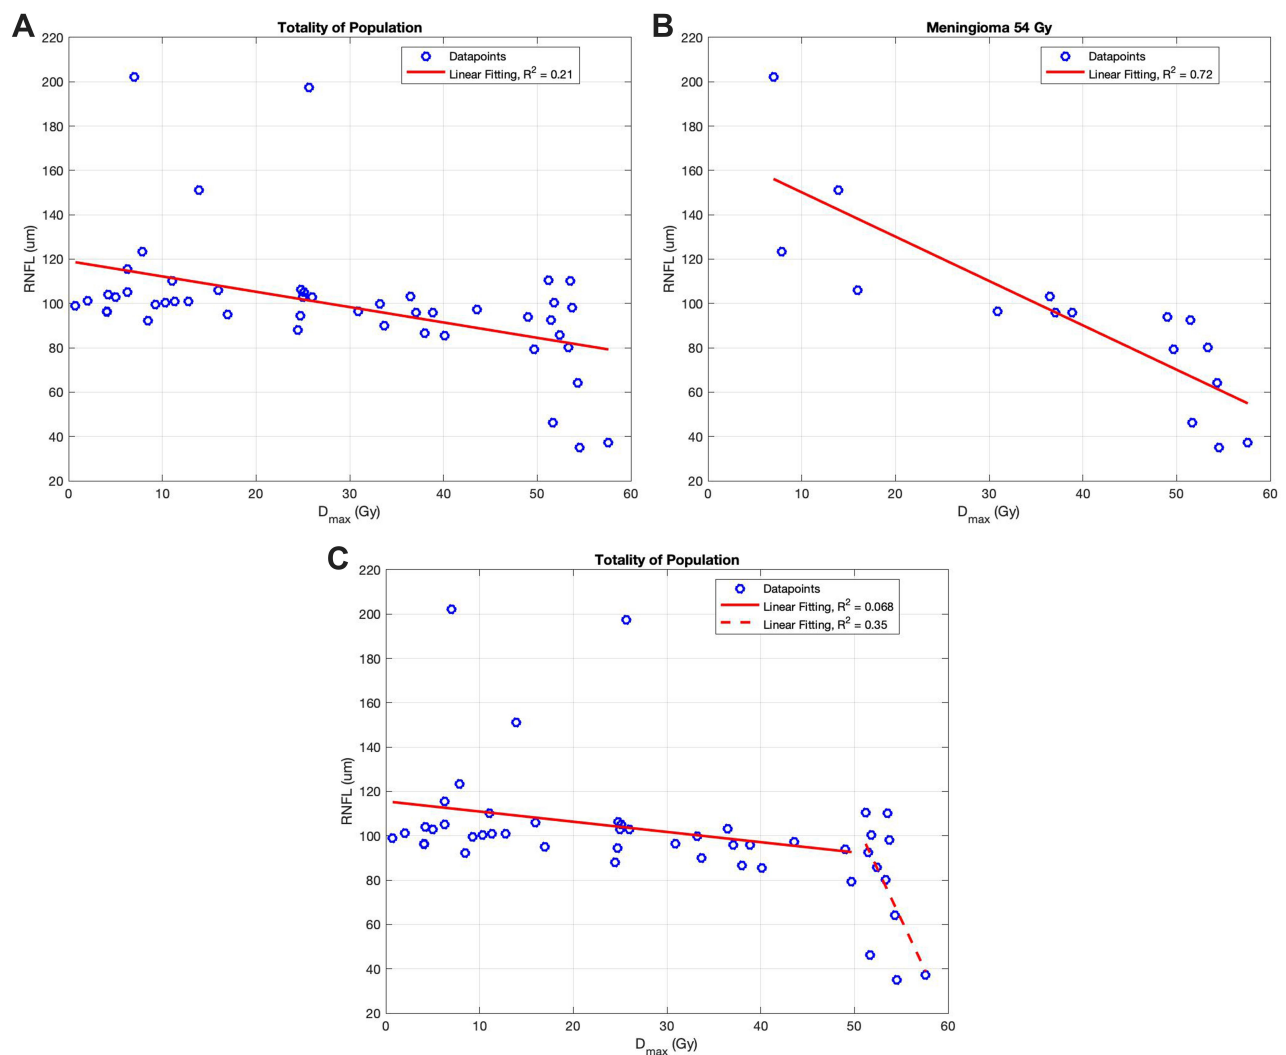 A
Totality of Population
Datapoints
Linear Fitting, R² = 0.21
RNFL (um)
220
200
180
160
140
120
100
80
60
40
20
0
10
20
30
40
50
60
D_max (Gy)
B
Meningioma 54 Gy
Datapoints
Linear Fitting, R² = 0.72
RNFL (um)
220
200
180
160
140
120
100
80
60
40
20
0
10
20
30
40
50
60
D_max (Gy)
C
Totality of Population
Datapoints
Linear Fitting, R² = 0.068
Linear Fitting, R² = 0.35
RNFL (um)
220
200
180
160
140
120
100
80
60
40
20
0
10
20
30
40
50
60
D_max (Gy)